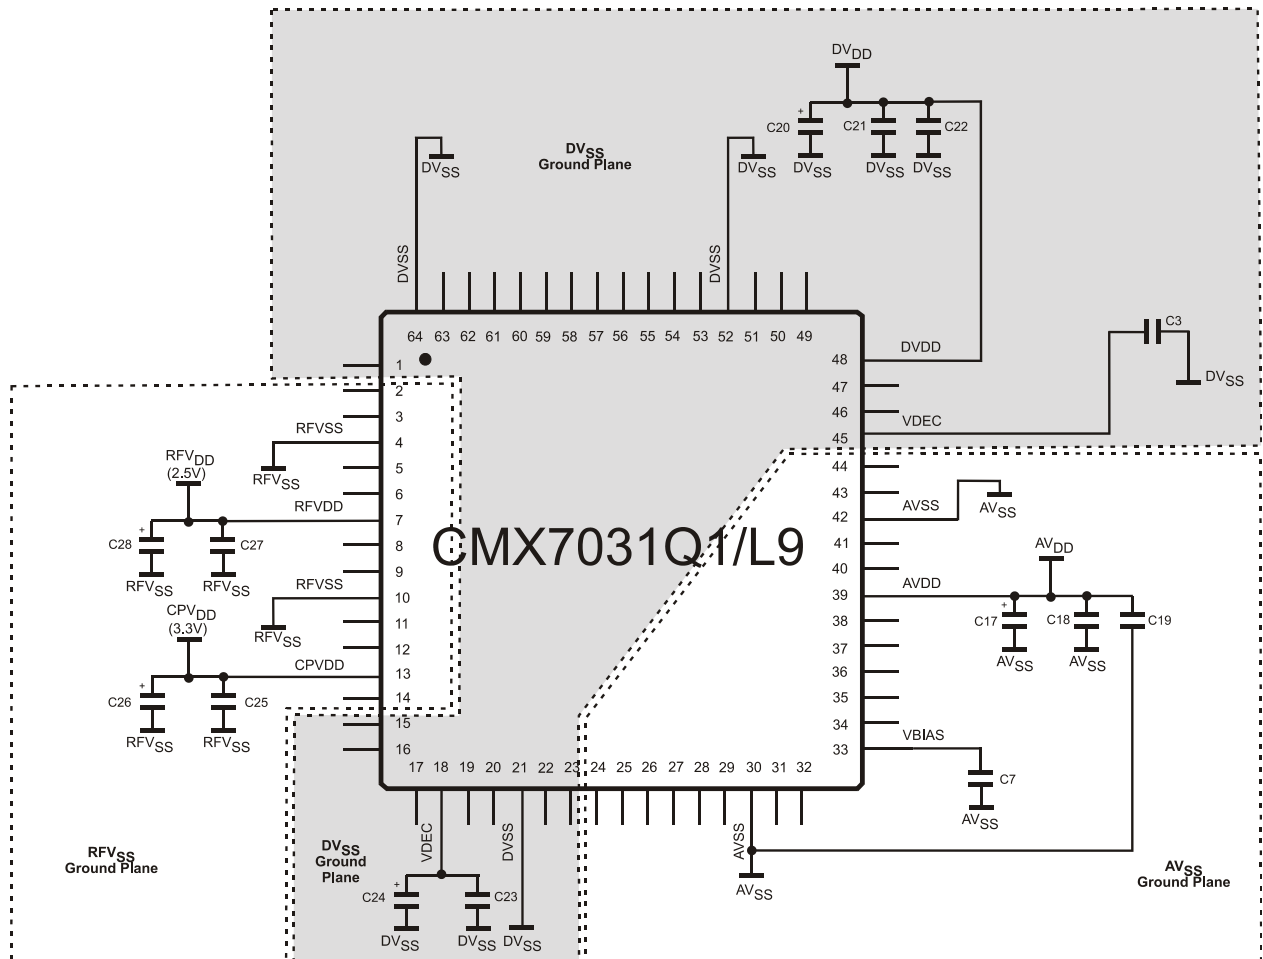 DVDD
+
C20
C21
C22
DVSS
DVSS
DVSS
DVSS
DVSS
DVSS
Ground Plane
DVSS
DVSS
64 63 62 61 60 59 58 57 56 55 54 53 52 51 50 49
C3
DVSS
1
2
3
4
5
6
7
8
9
10
11
12
13
14
15
16
RFVSS
RFVSS
RFVDD
(2.5V)
RFVDD
+
C28
C27
RFVSS
RFVSS
RFVSS
RFVSS
CPVDD
(3.3V)
CPVDD
+
C26
C25
RFVSS
RFVSS
CMX7031Q1/L9
48
47
46
45
44
43
42
41
40
39
38
37
36
35
34
33
DVDD
VDEC
AVSS
AVSS
AVDD
AVDD
+
C17
C18
C19
AVSS
AVSS
VBIAS
C7
AVSS
17 18 19 20 21 22 23 24 25 26 27 28 29 30 31 32
VDEC
DVSS
AVSS
AVSS
RFVSS
Ground Plane
DVSS
Ground
Plane
+
C24
C23
DVSS
DVSS
DVSS
AVSS
Ground Plane